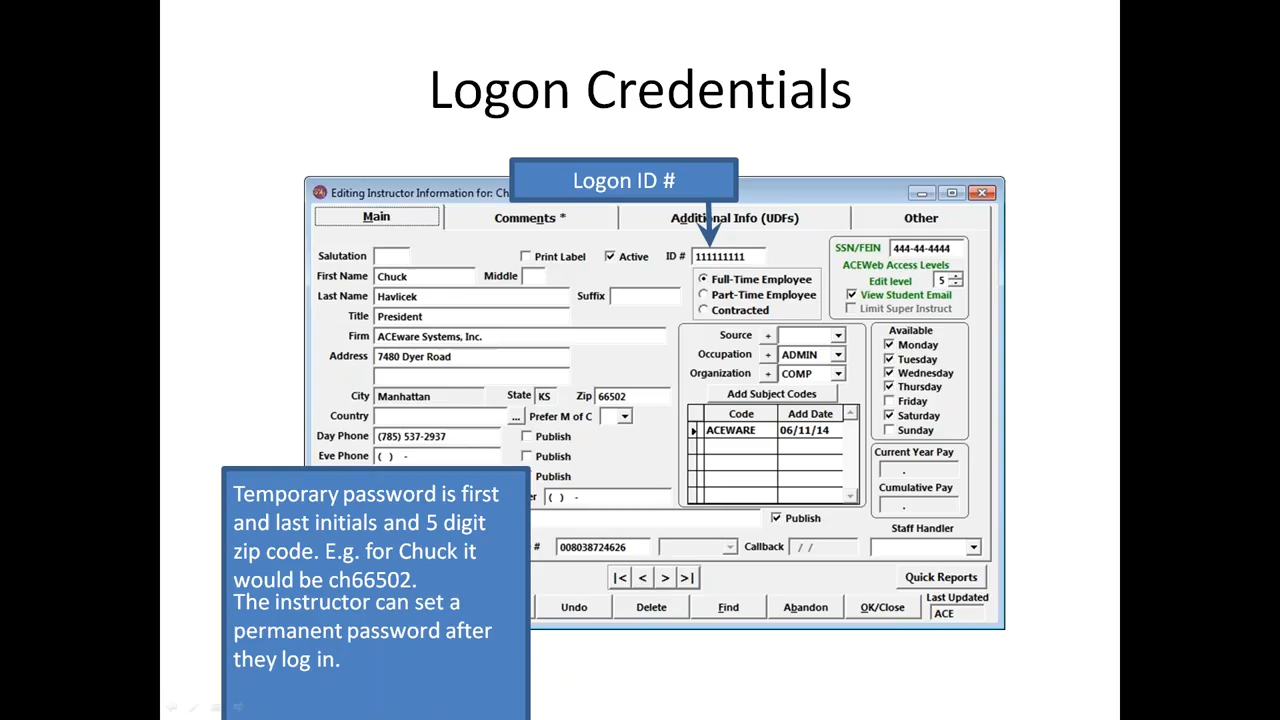 Logon Credentials
Logon ID #
Editing Instructor Information for: Ch
Main Comments * Additional Info (UDFs) Other
Salutation Print Label Active ID # 111111111 SSN/FEIN 444-44-4444
ACEWeb Access Levels
First Name Chuck Middle Full-Time Employee Edit level 5
Last Name Havlicek Suffix Part-Time Employee View Student Email
Title President Contracted Limit Super Instruct
Firm ACEware Systems, Inc. Source Available
Monday
Address 7480 Dyer Road Occupation + ADMIN Tuesday
Organization + COMP Wednesday
Thursday
City Manhattan State KS Zip 66502 Add Subject Codes Friday
Country ... Prefer M of C Code Add Date Saturday
Day Phone (785) 537-2937 Publish ACEWARE 06/11/14 Sunday
Eve Phone ( ) - Publish Current Year Pay
.
Publish Cumulative Pay
( ) - .
Publish Staff Handler
# 008038724626 Callback / /
|< < > >| Quick Reports
Undo Delete Find Abandon OK/Close Last Updated
ACE
Temporary password is first
and last initials and 5 digit
zip code. E.g. for Chuck it
would be ch66502.
The instructor can set a
permanent password after
they log in.